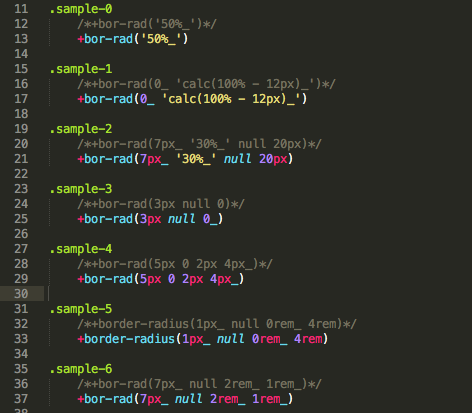 11 .sample-0
12 /*+bor-rad('50%_')*/
13 +bor-rad('50%_')
14
15 .sample-1
16 /*+bor-rad(0_ 'calc(100% - 12px)_')*/
17 +bor-rad(0_ 'calc(100% - 12px)_')
18
19 .sample-2
20 /*+bor-rad(7px_ '30%_' null 20px)*/
21 +bor-rad(7px_ '30%_' null 20px)
22
23 .sample-3
24 /*+bor-rad(3px null 0)*/
25 +bor-rad(3px null 0_)
26
27 .sample-4
28 /*+bor-rad(5px 0 2px 4px_)*/
29 +bor-rad(5px 0 2px 4px_)
30
31 .sample-5
32 /*+border-radius(1px_ null 0rem_ 4rem)*/
33 +border-radius(1px_ null 0rem_ 4rem)
34
35 .sample-6
36 /*+bor-rad(7px_ null 2rem_ 1rem_)*/
37 +bor-rad(7px_ null 2rem_ 1rem_)